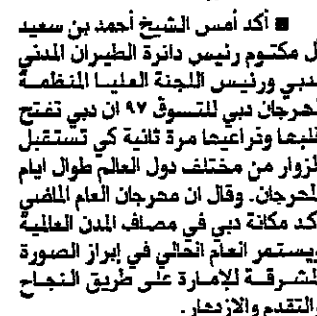 ■ أكد أمس الشيخ أحمد بن سعيد
آل مكتوم رئيس دائرة الطيران المدني
بدبي ورئيس اللجنة العليا المنظمة
لمهرجان دبي للتسوق ٩٧ ان دبي تفتح
قلبها وذراعيها مرة ثانية كي تستقبل
الزوار من مختلف دول العالم طوال ايام
المهرجان. وقال ان مهرجان العام الماضي
أكد مكانة دبي في مصاف المدن العالمية
ويستمر العام الحالي في إبراز الصورة
المشرقة للإمارة على طريق النجاح
والتقدم والازدهار.